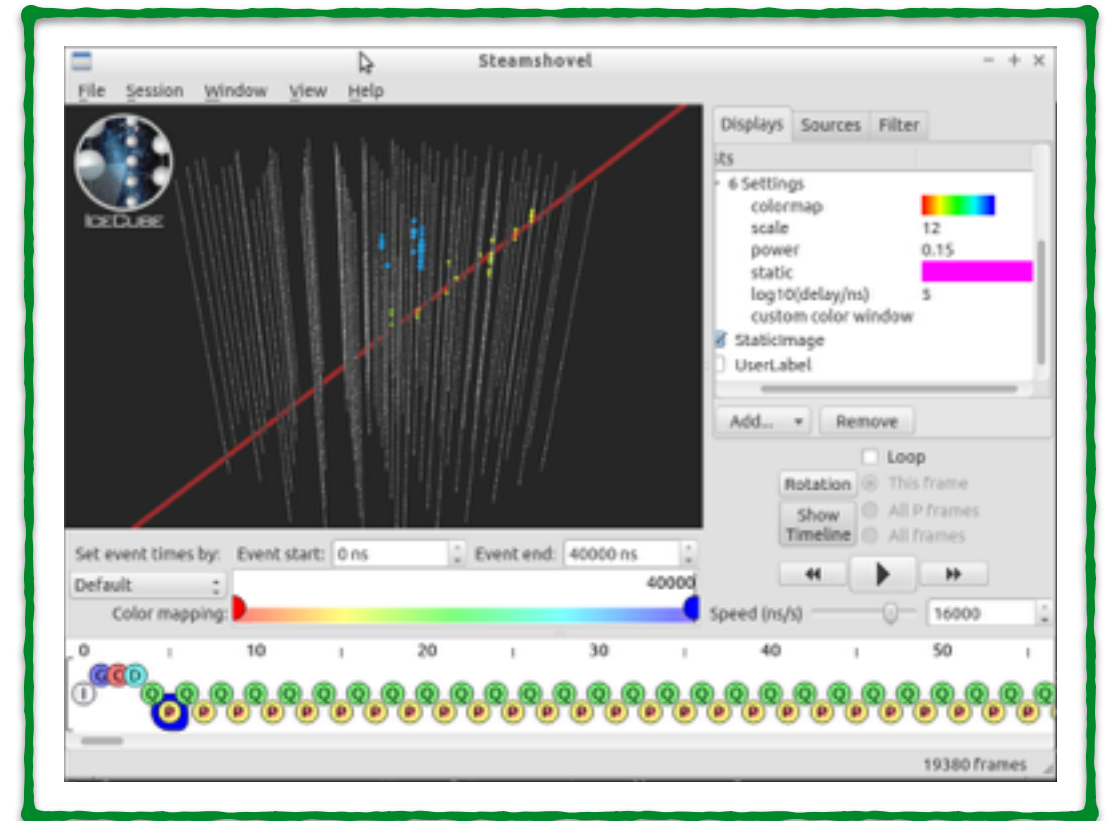 Steamshovel
File Session Window View Help
ICECUBE
Displays Sources Filter
ts
6 Settings
colormap
scale 12
power 0.15
static
log10(delay/ns) 5
custom color window
StaticImage
UserLabel
Add... Remove
Loop
Rotation This frame
Show Timeline All P frames
All frames
Set event times by: Event start: 0 ns Event end: 40000 ns
Default 40000
Color mapping:
Speed (ns/s) 16000
0 10 20 30 40 50
I G C D
Q Q Q Q Q Q Q Q Q Q Q Q Q Q Q Q Q Q Q Q Q Q Q Q Q Q Q
P P P P P P P P P P P P P P P P P P P P P P P P P P
19380 frames